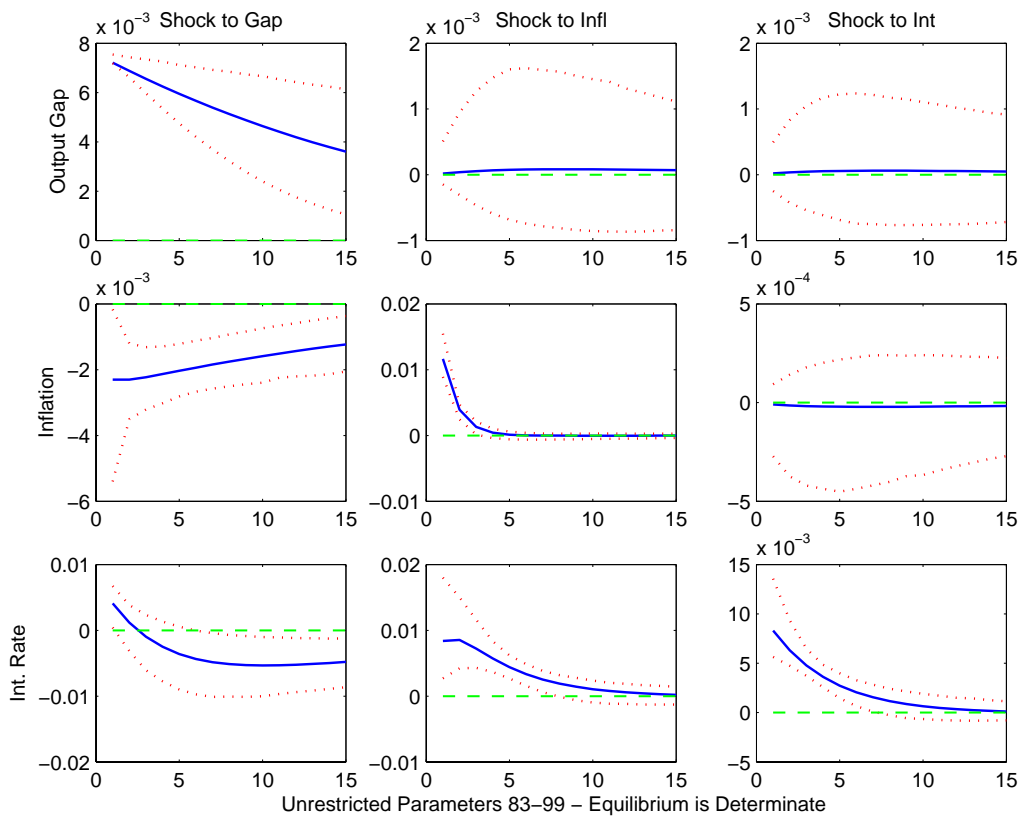 Shock to Gap
Shock to Infl
Shock to Int
x 10⁻³
x 10⁻³
x 10⁻³
Output Gap
8
6
4
2
0
0 5 10 15
2
1
0
−1
0 5 10 15
2
1
0
−1
0 5 10 15
x 10⁻³
x 10⁻⁴
Inflation
0
−2
−4
−6
0 5 10 15
0.02
0.01
0
−0.01
0 5 10 15
5
0
−5
0 5 10 15
x 10⁻³
Int. Rate
0.01
0
−0.01
−0.02
0 5 10 15
0.02
0.01
0
0.01
0 5 10 15
15
10
5
0
−5
0 5 10 15
Unrestricted Parameters 83−99 − Equilibrium is Determinate